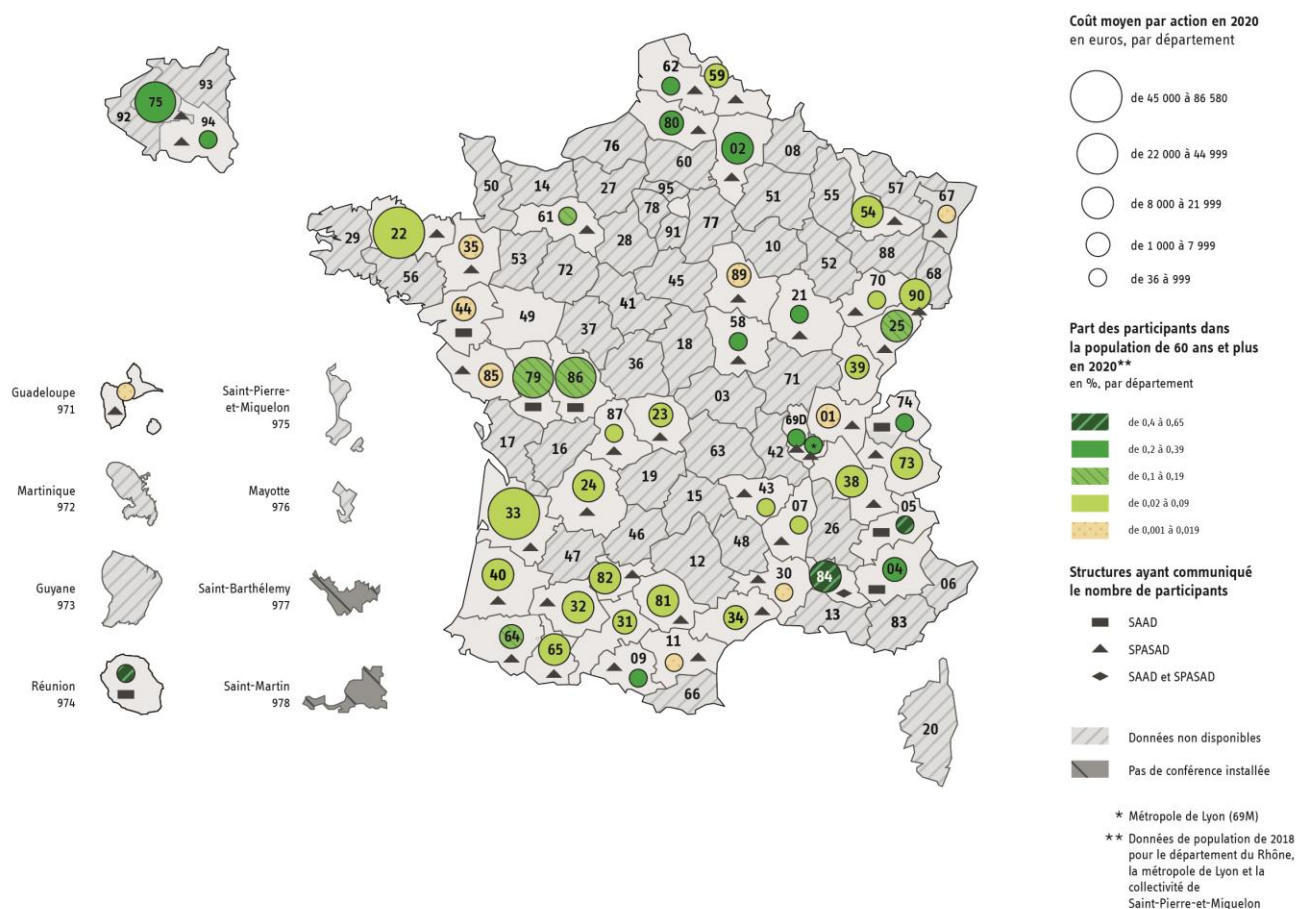 93
75
92
94
62
59
80
02
76
60
08
50
14
27
95
57
67
78
51
55
61
54
77
91
29
22
35
28
88
10
53
72
52
68
56
89
70
45
90
21
41
44
49
58
25
37
18
36
39
79
86
85
71
03
74
01
87
23
69D
*
17
16
63
42
73
19
38
24
43
15
07
05
33
26
46
48
47
12
30
04
40
82
84
06
32
81
13
31
34
83
64
65
11
09
66
20
Guadeloupe
971
Saint-Pierre-
et-Miquelon
975
Martinique
972
Mayotte
976
Guyane
973
Saint-Barthélemy
977
Réunion
974
Saint-Martin
978
Coût moyen par action en 2020
en euros, par département
de 45 000 à 86 580
de 22 000 à 44 999
de 8 000 à 21 999
de 1 000 à 7 999
de 36 à 999
Part des participants dans
la population de 60 ans et plus
en 2020**
en %, par département
de 0,4 à 0,65
de 0,2 à 0,39
de 0,1 à 0,19
de 0,02 à 0,09
de 0,001 à 0,019
Structures ayant communiqué
le nombre de participants
SAAD
SPASAD
SAAD et SPASAD
Données non disponibles
Pas de conférence installée
* Métropole de Lyon (69M)
** Données de population de 2018
pour le département du Rhône,
la métropole de Lyon et la
collectivité de
Saint-Pierre-et-Miquelon